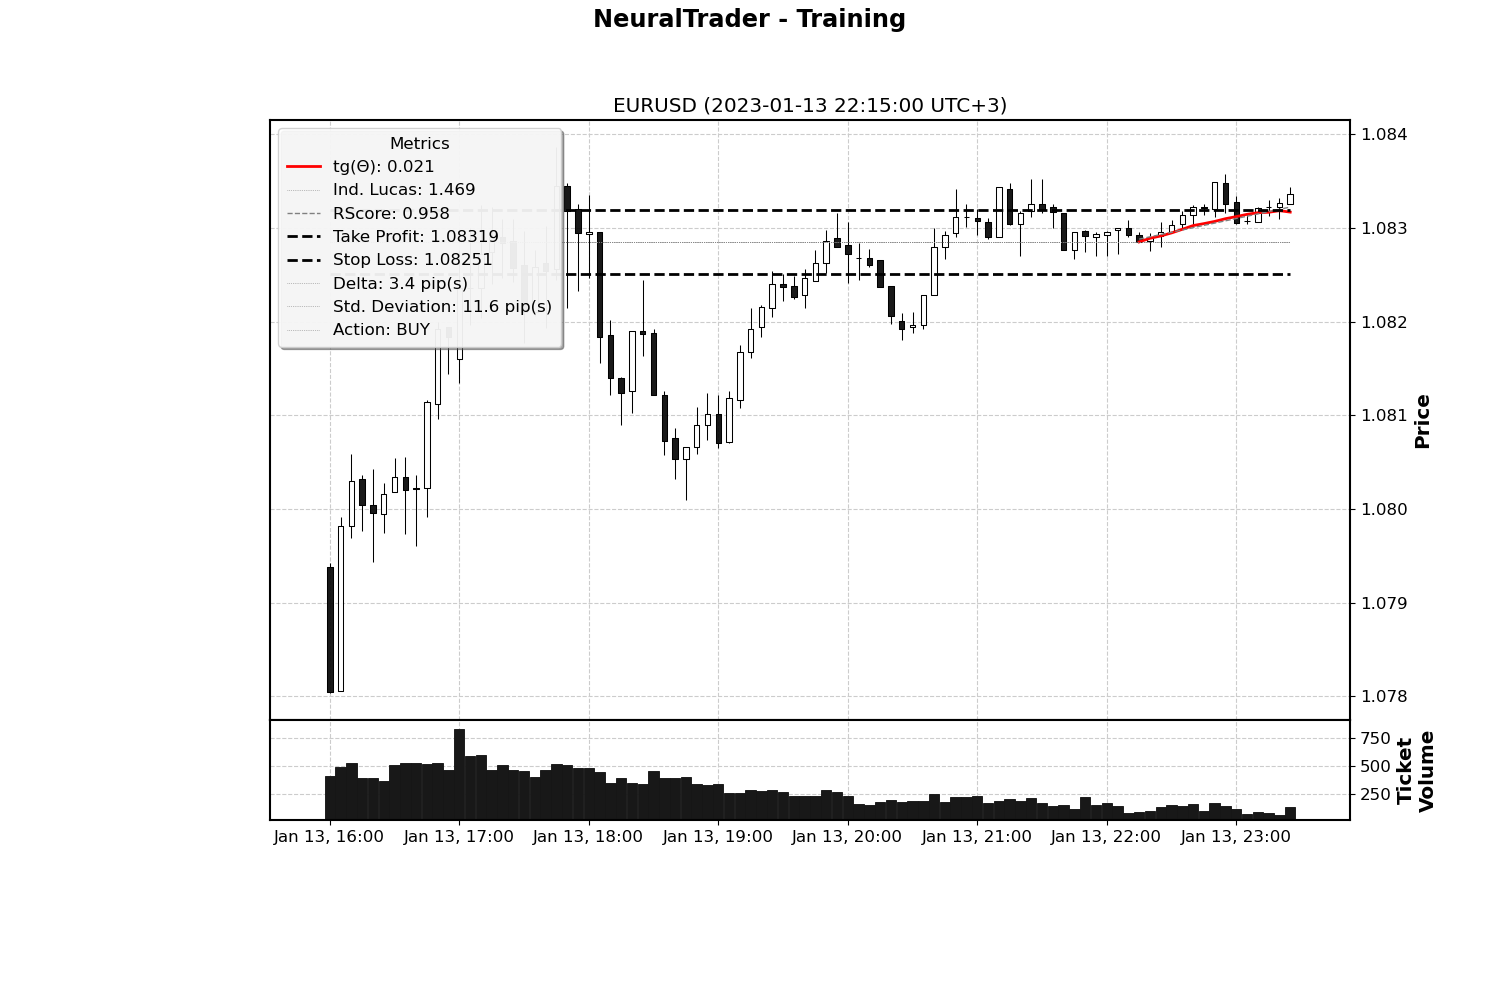 NeuralTrader - Training
EURUSD (2023-01-13 22:15:00 UTC+3)
Metrics
tg(Θ): 0.021
Ind. Lucas: 1.469
RScore: 0.958
Take Profit: 1.08319
Stop Loss: 1.08251
Delta: 3.4 pip(s)
Std. Deviation: 11.6 pip(s)
Action: BUY
1.084
1.083
1.082
1.081
1.080
1.079
1.078
Price
750
500
250
Ticket
Volume
Jan 13, 16:00
Jan 13, 17:00
Jan 13, 18:00
Jan 13, 19:00
Jan 13, 20:00
Jan 13, 21:00
Jan 13, 22:00
Jan 13, 23:00